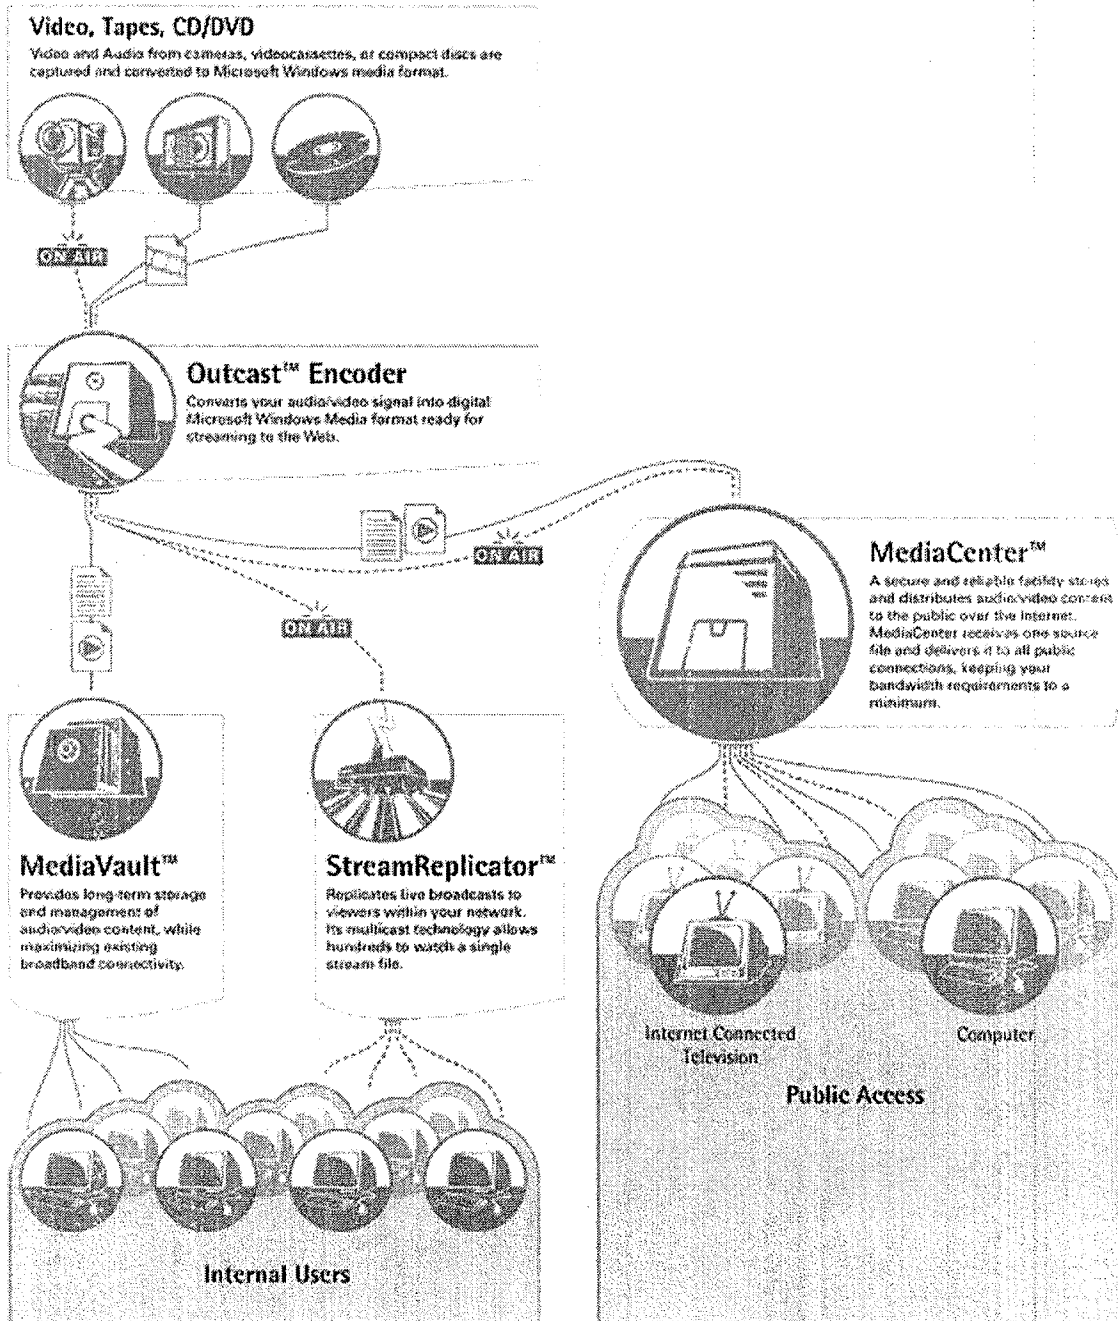 Video, Tapes, CD/DVD
Video and Audio from cameras, videocassettes, or compact discs are
captured and converted to Microsoft Windows media format.
ON AIR
Outcast™ Encoder
Converts your audio/video signal into digital
Microsoft Windows Media format ready for
streaming to the Web.
ON AIR
ON AIR
MediaCenter™
A secure and reliable facility stores
and distributes audio/video content
to the public over the Internet.
MediaCenter receives one source
file and delivers it to all public
connections, keeping your
bandwidth requirements to a
minimum.
MediaVault™
Provides long-term storage
and management of
audio/video content, while
maximizing existing
broadband connectivity.
StreamReplicator™
Replicates live broadcasts to
viewers within your network.
Its multicast technology allows
hundreds to watch a single
stream file.
Internet Connected
Television
Computer
Public Access
Internal Users